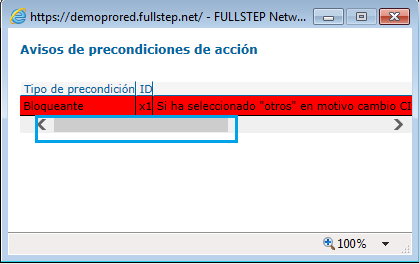 https://demoprored.fullstep.net/ - FULLSTEP Netw...
Avisos de precondiciones de acción
Tipo de precondición ID
Bloqueante x1 Si ha seleccionado "otros" en motivo cambio CI
100%